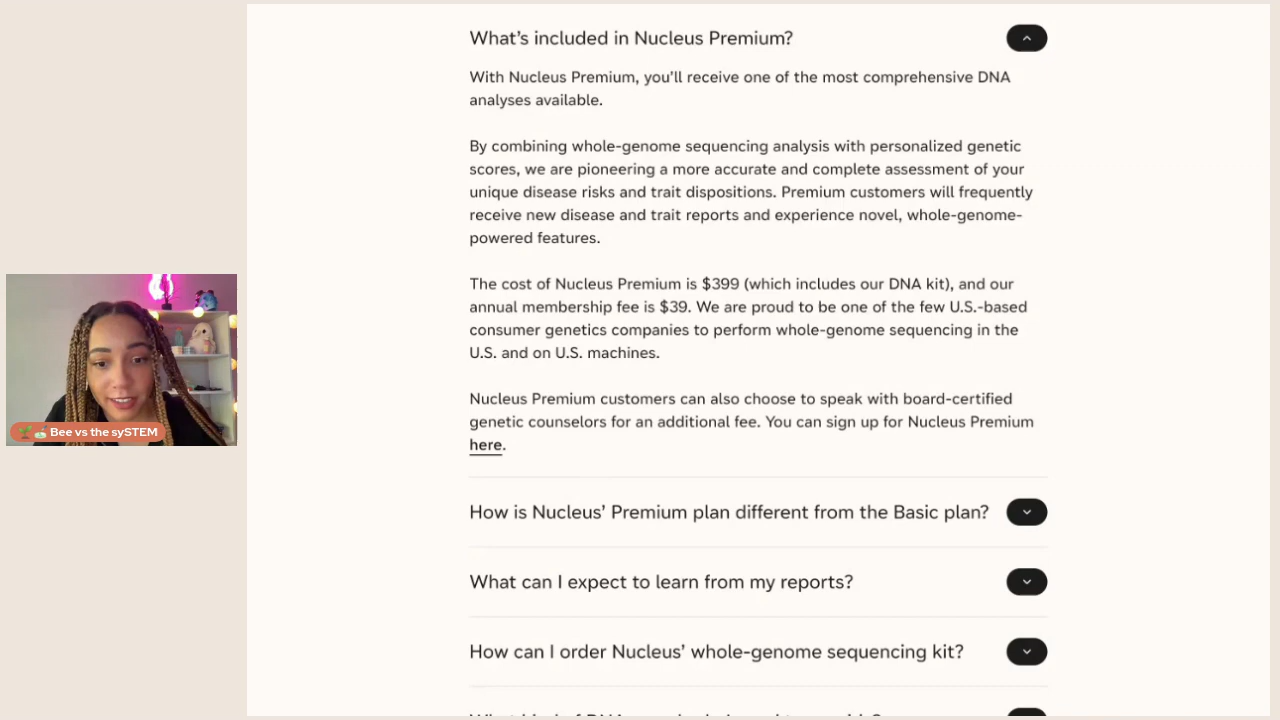 What's included in Nucleus Premium?
With Nucleus Premium, you'll receive one of the most comprehensive DNA
analyses available.
By combining whole-genome sequencing analysis with personalized genetic
scores, we are pioneering a more accurate and complete assessment of your
unique disease risks and trait dispositions. Premium customers will frequently
receive new disease and trait reports and experience novel, whole-genome-
powered features.
The cost of Nucleus Premium is $399 (which includes our DNA kit), and our
annual membership fee is $39. We are proud to be one of the few U.S.-based
consumer genetics companies to perform whole-genome sequencing in the
U.S. and on U.S. machines.
Nucleus Premium customers can also choose to speak with board-certified
genetic counselors for an additional fee. You can sign up for Nucleus Premium
here.
Bee vs the sySTEM
How is Nucleus' Premium plan different from the Basic plan?
What can I expect to learn from my reports?
How can I order Nucleus' whole-genome sequencing kit?